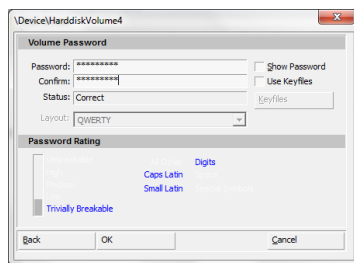 \Device\HarddiskVolume4
Volume Password
Password: *********
Show Password
Confirm: *********
Use Keyfiles
Status: Correct
Keyfiles
Layout: QWERTY
Password Rating
Digits
Caps Latin
Small Latin
Trivially Breakable
Back
OK
Cancel